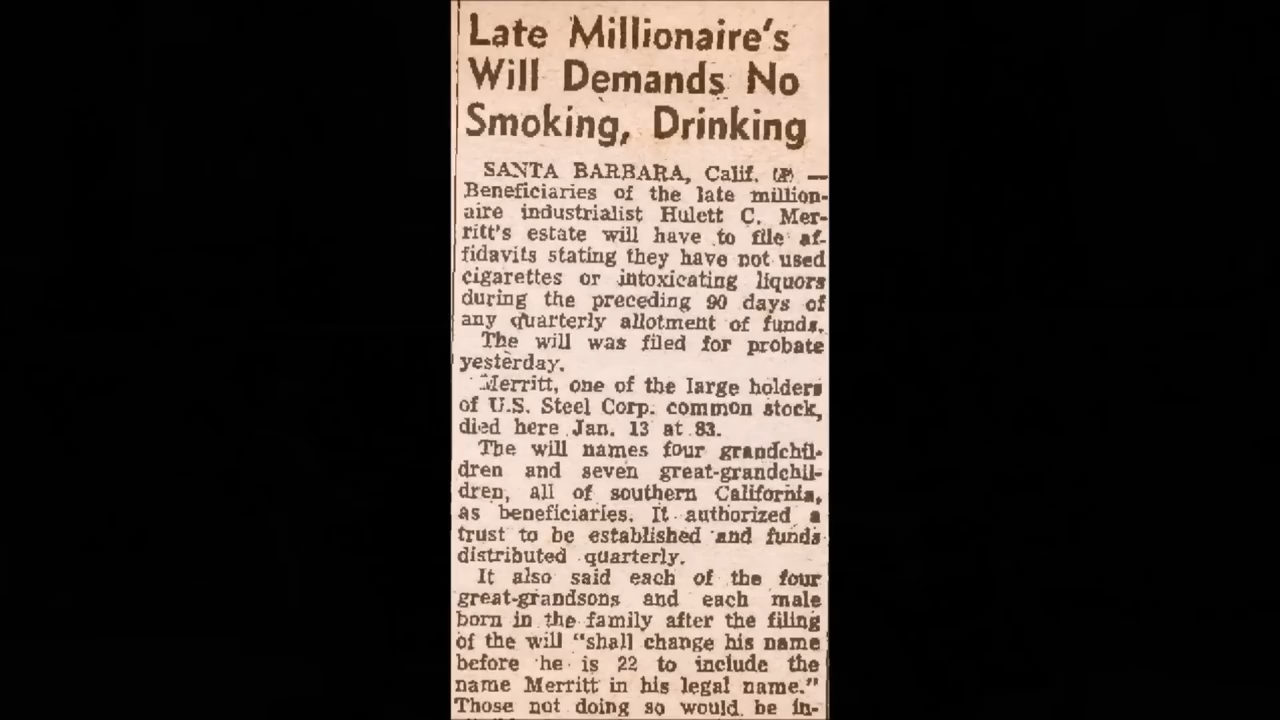 Late Millionaire's
Will Demands No
Smoking, Drinking
SANTA BARBARA, Calif. (AP) —
Beneficiaries of the late million-
aire industrialist Hulett C. Mer-
ritt's estate will have to file af-
fidavits stating they have not used
cigarettes or intoxicating liquors
during the preceding 90 days of
any quarterly allotment of funds.
The will was filed for probate
yesterday.
Merritt, one of the large holders
of U.S. Steel Corp. common stock,
died here Jan. 13 at 83.
The will names four grandchil-
dren and seven great-grandchil-
dren, all of southern California,
as beneficiaries. It authorized a
trust to be established and funds
distributed quarterly.
It also said each of the four
great-grandsons and each male
born in the family after the filing
of the will "shall change his name
before he is 22 to include the
name Merritt in his legal name."
Those not doing so would be in-